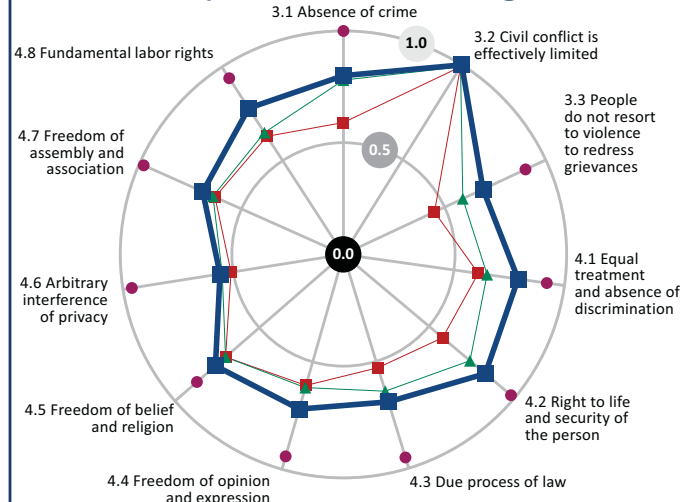 3.1 Absence of crime
1.0
3.2 Civil conflict is
effectively limited
4.8 Fundamental labor rights
3.3 People
do not resort
to violence
to redress
grievances
0.5
4.7 Freedom of
assembly and
association
0.0
4.1 Equal
treatment
and absence of
discrimination
4.6 Arbitrary
interference
of privacy
4.2 Right to life
and security of
the person
4.5 Freedom of belief
and religion
4.4 Freedom of opinion
and expression
4.3 Due process of law